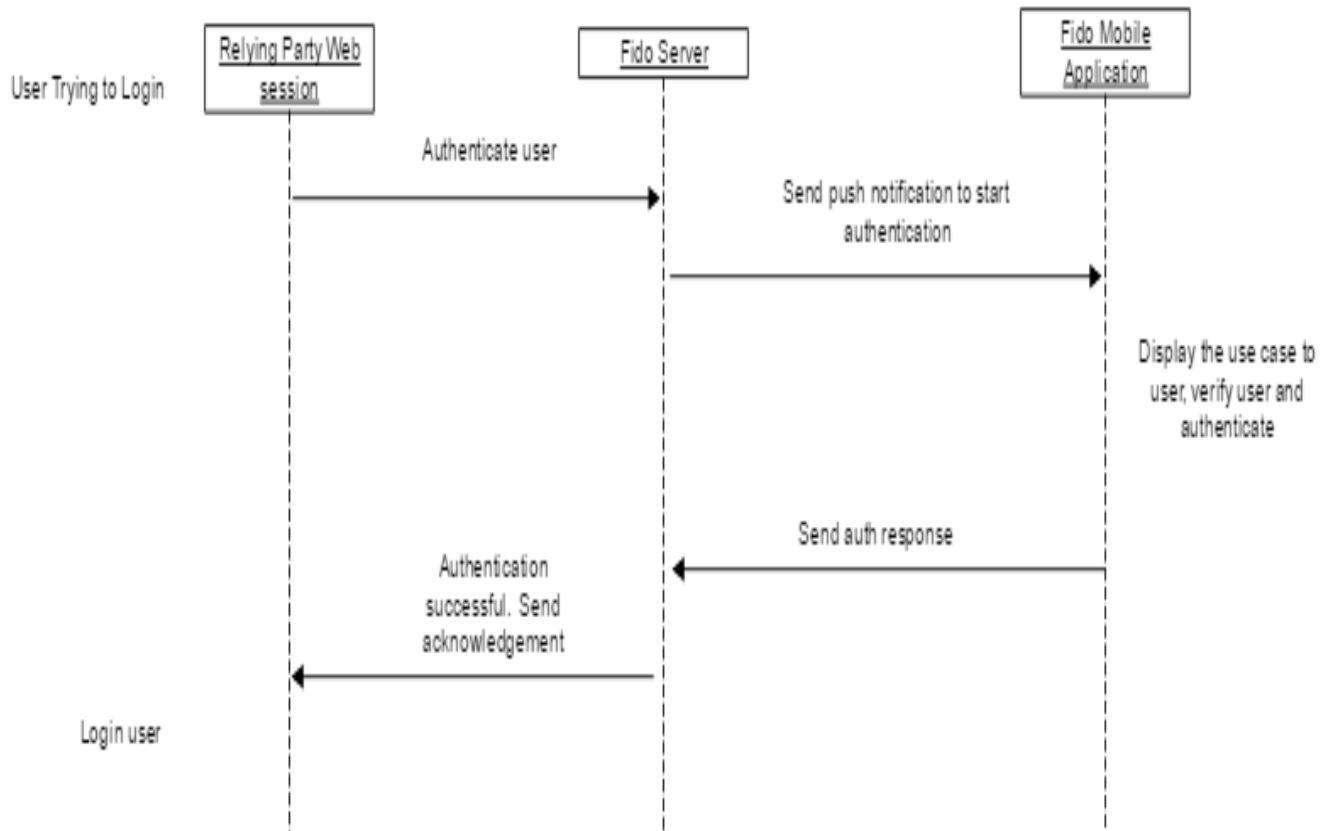 Relying Party Web
session
Fido Server
Fido Mobile
Application
User Trying to Login
Authenticate user
Send push notification to start
authentication
Display the use case to
user, verify user and
authenticate
Send auth response
Authentication
successful. Send
acknowledgement
Login user